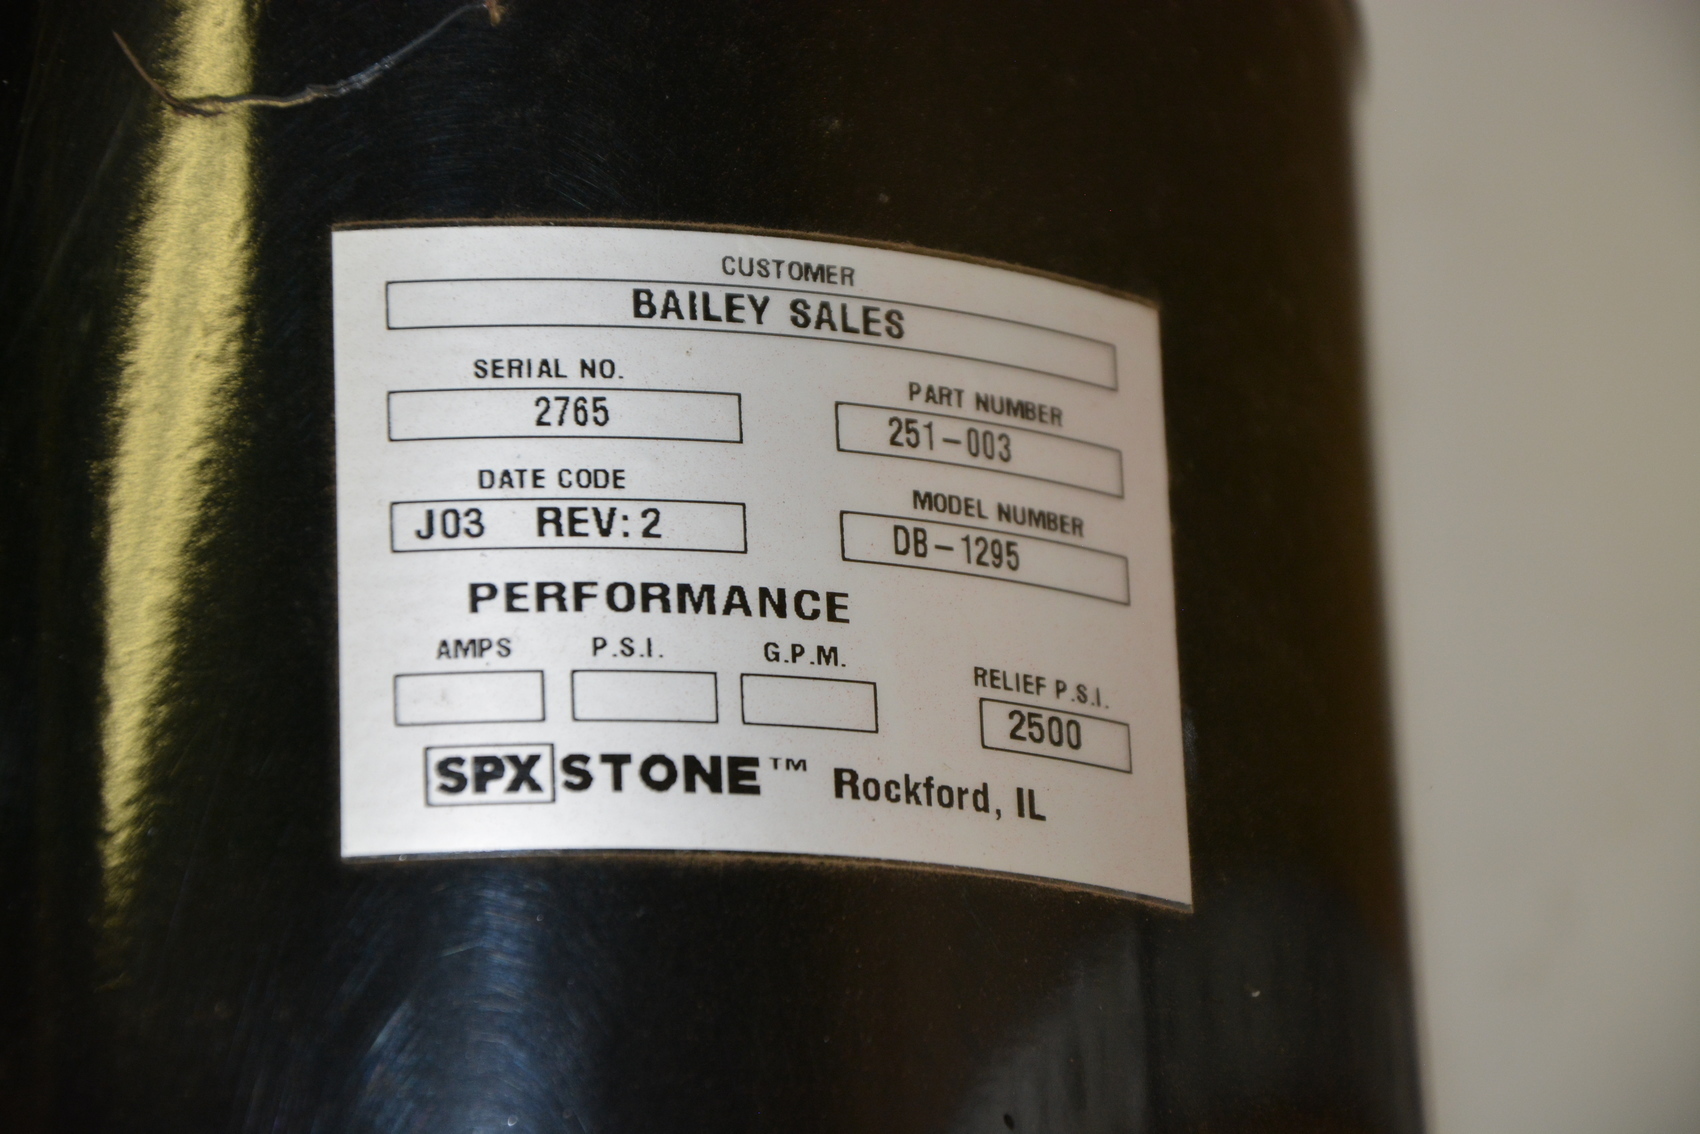 CUSTOMER
BAILEY SALES
SERIAL NO.
2765
PART NUMBER
251-003
DATE CODE
J03 REV: 2
MODEL NUMBER
DB-1295
PERFORMANCE
AMPS P.S.I. G.P.M.
RELIEF P.S.I.
2500
SPX STONE™ Rockford, IL